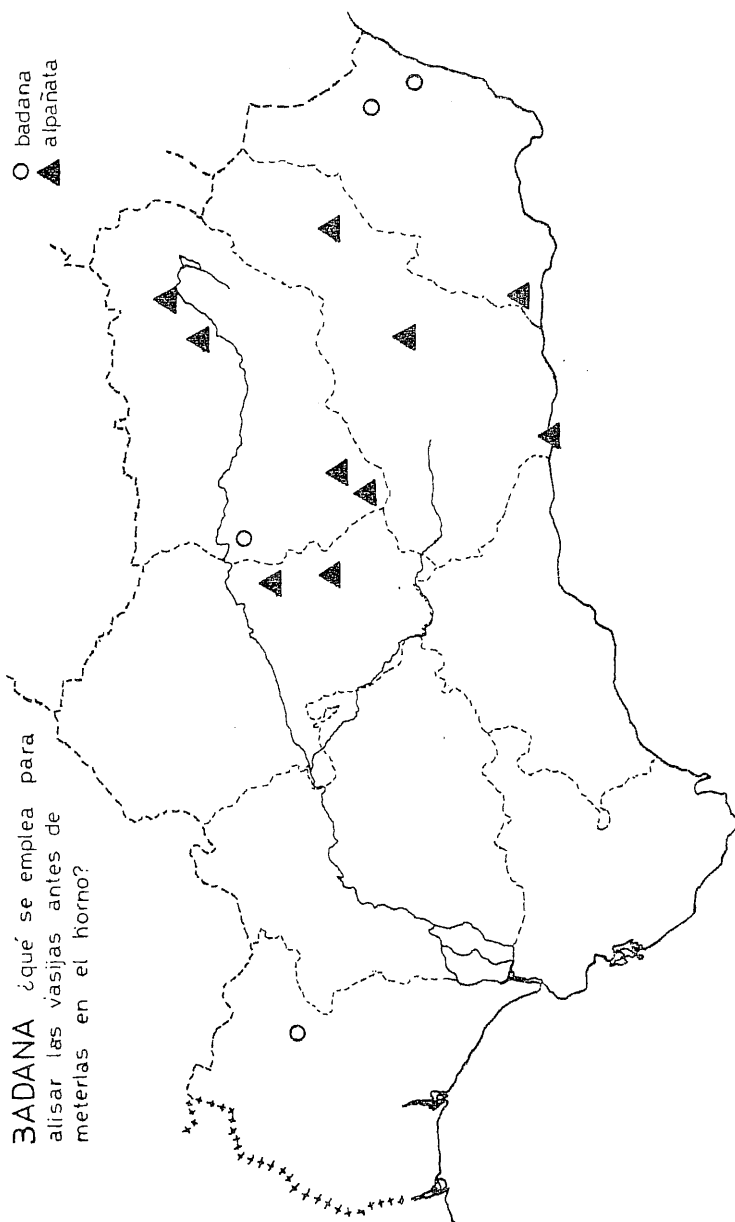 BADANA ¿qué se emplea para
alisar las vasijas antes de
meterlas en el horno?
badana
alpañata